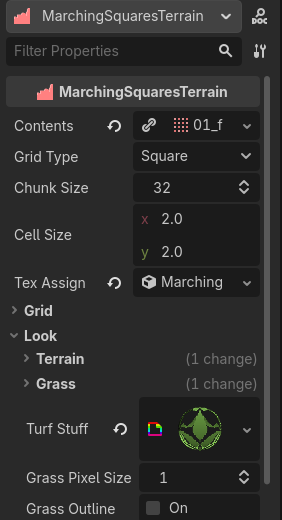 MarchingSquaresTerrain
DOC
Filter Properties
MarchingSquaresTerrain
Contents 01_f
Grid Type Square
Chunk Size 32
Cell Size x 2.0
y 2.0
Tex Assign Marching
Grid
Look
Terrain (1 change)
Grass (1 change)
Turf Stuff
Grass Pixel Size 1
Grass Outline On